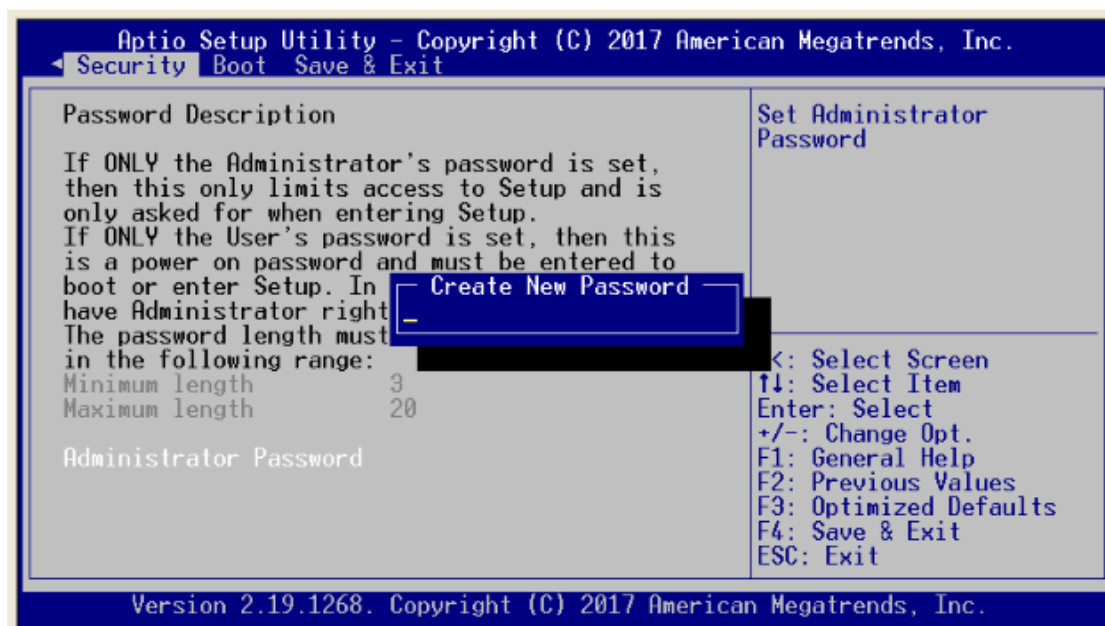 Aptio Setup Utility – Copyright (C) 2017 American Megatrends, Inc.
Security Boot Save & Exit
Password Description
If ONLY the Administrator's password is set,
then this only limits access to Setup and is
only asked for when entering Setup.
If ONLY the User's password is set, then this
is a power on password and must be entered to
boot or enter Setup. In
have Administrator right
The password length must
in the following range:
Minimum length 3
Maximum length 20
Administrator Password
Create New Password
Set Administrator
Password
<: Select Screen
↑↓: Select Item
Enter: Select
+/-: Change Opt.
F1: General Help
F2: Previous Values
F3: Optimized Defaults
F4: Save & Exit
ESC: Exit
Version 2.19.1268. Copyright (C) 2017 American Megatrends, Inc.